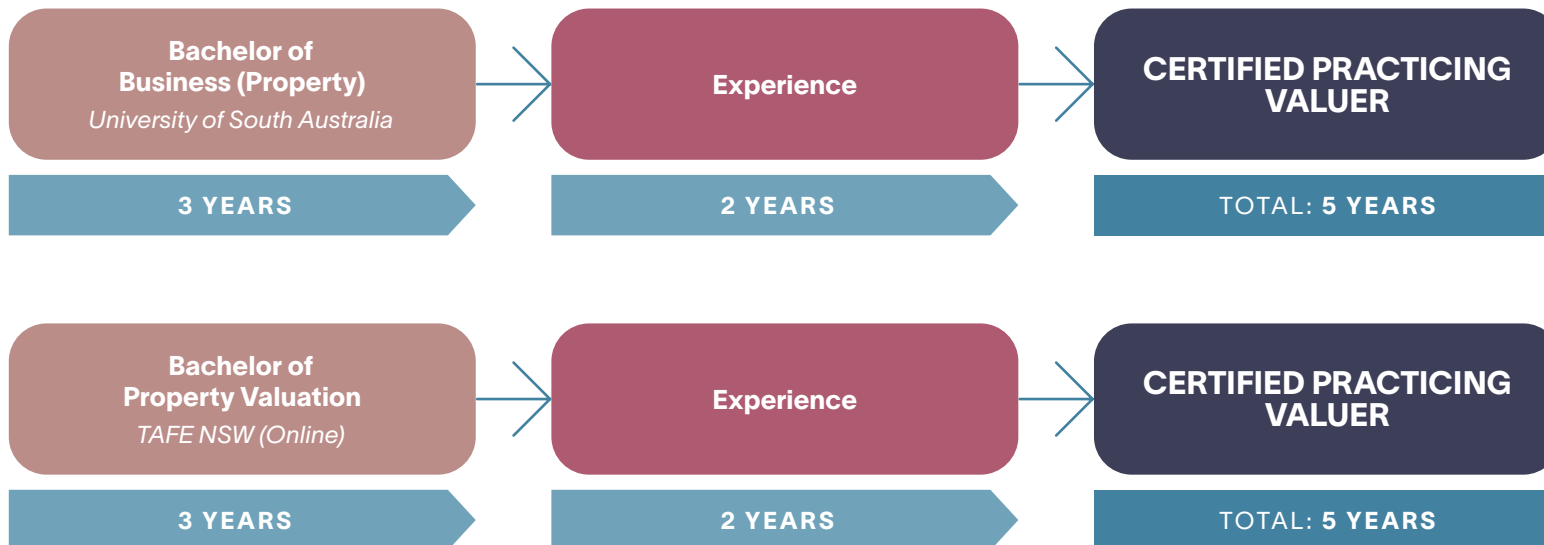 Bachelor of
Business (Property)
University of South Australia
Experience
CERTIFIED PRACTICING
VALUER
3 YEARS
2 YEARS
TOTAL: 5 YEARS
Bachelor of
Property Valuation
TAFE NSW (Online)
Experience
CERTIFIED PRACTICING
VALUER
3 YEARS
2 YEARS
TOTAL: 5 YEARS